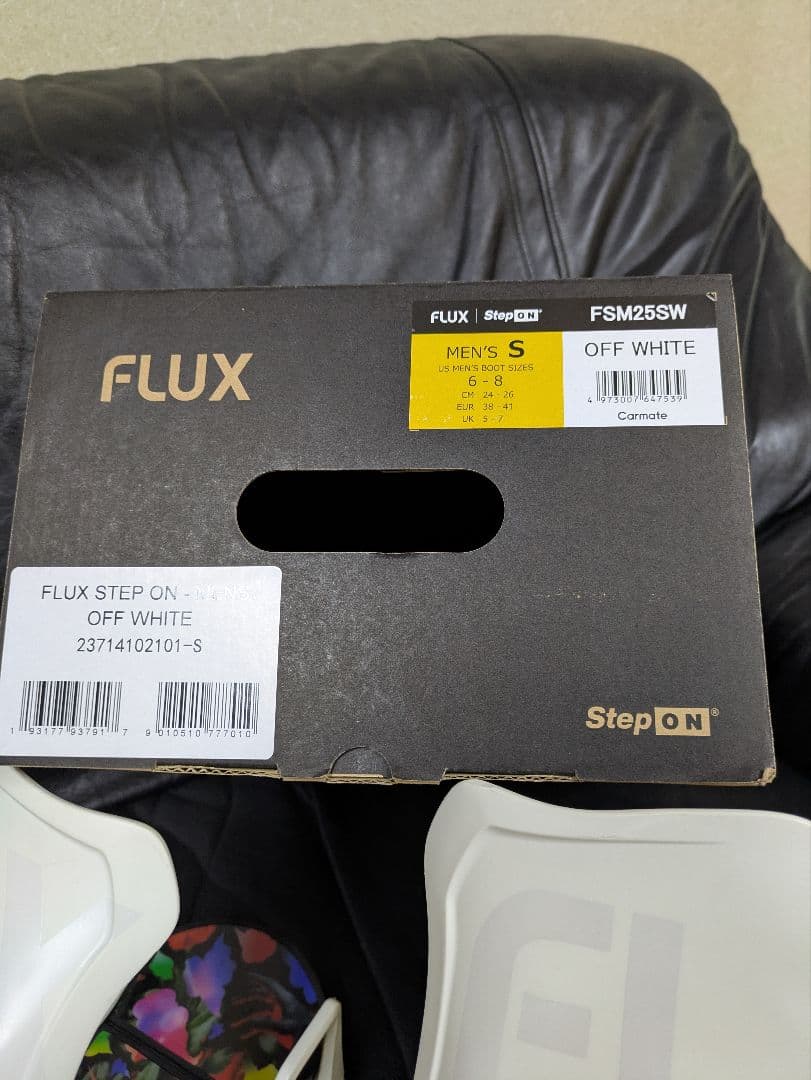 FLUX | StepON® FSM25SW
MEN'S S
US MEN'S BOOT SIZES
6 - 8
CM 24 - 26
EUR 38 - 41
UK 5 - 7
OFF WHITE
4 973007 647539
Carmate
FLUX
FLUX STEP ON - MENS
OFF WHITE
23714102101-S
1 93177 93791 7
9 010510 777010
StepON®